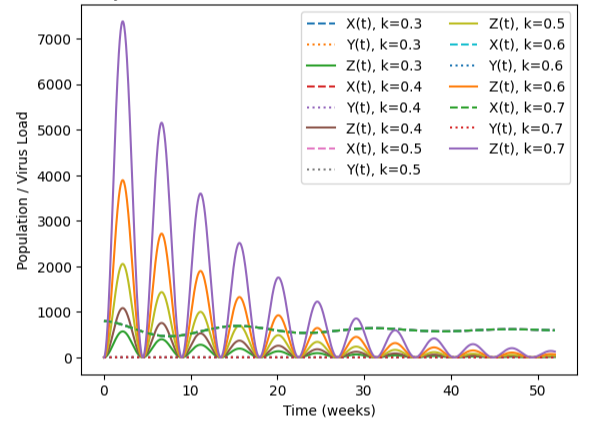 X(t), k=0.3
Y(t), k=0.3
Z(t), k=0.3
X(t), k=0.4
Y(t), k=0.4
Z(t), k=0.4
X(t), k=0.5
Y(t), k=0.5
Z(t), k=0.5
X(t), k=0.6
Y(t), k=0.6
Z(t), k=0.6
X(t), k=0.7
Y(t), k=0.7
Z(t), k=0.7
Population / Virus Load
7000
6000
5000
4000
3000
2000
1000
0
0 10 20 30 40 50
Time (weeks)